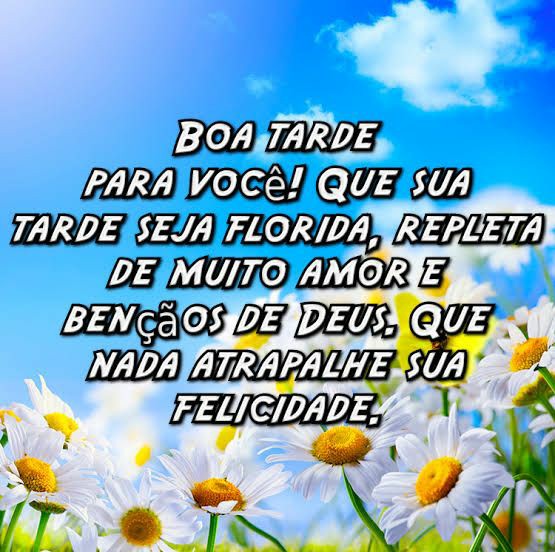 Boa tarde
para você! Que sua
tarde seja florida, repleta
de muito amor e
bençãos de Deus. Que
nada atrapalhe sua
felicidade.